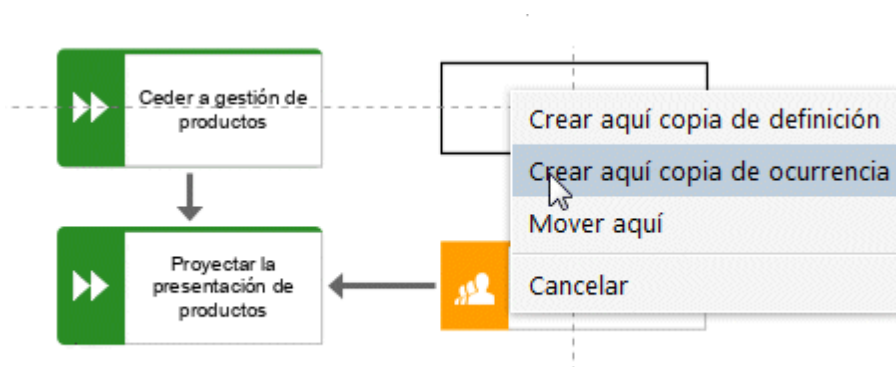 Ceder a gestión de
productos
Crear aquí copia de definición
Crear aquí copia de ocurrencia
Mover aquí
Cancelar
Proyectar la
presentación de
productos